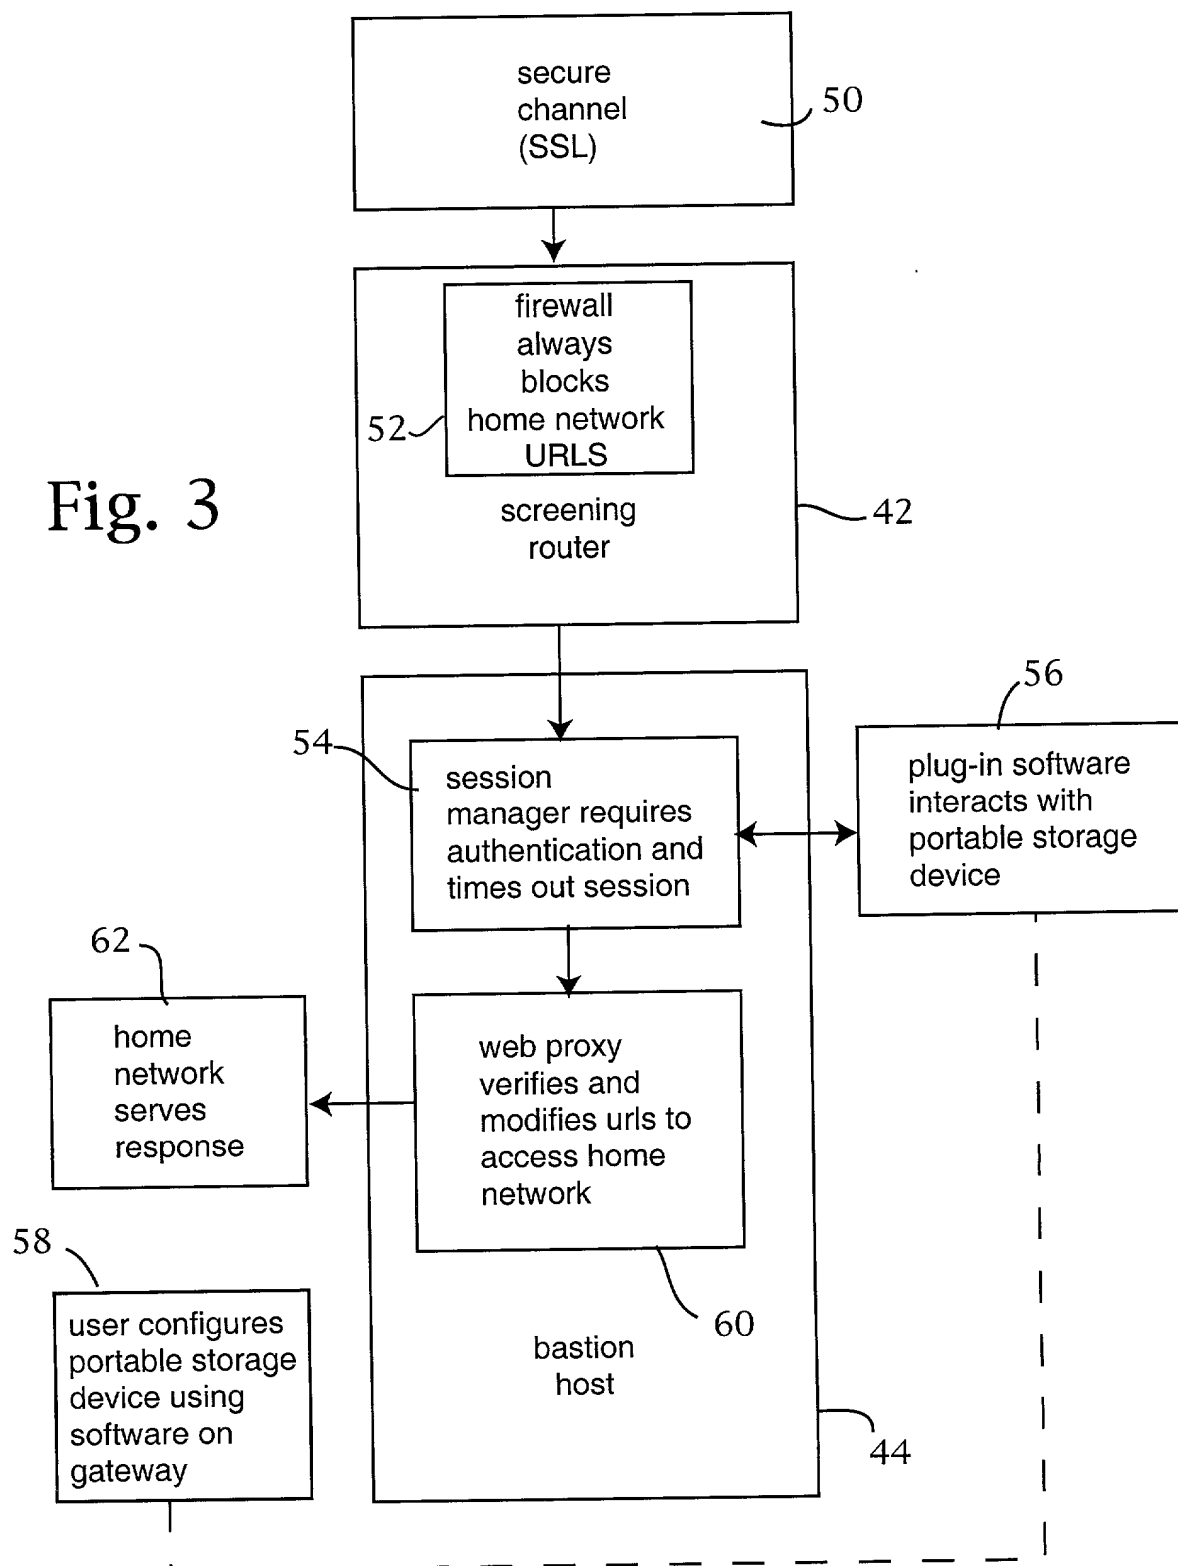 secure
channel
(SSL)
50
firewall
always
blocks
home network
URLS
52
screening
router
42
Fig. 3
54
session
manager requires
authentication and
times out session
56
plug-in software
interacts with
portable storage
device
62
home
network
serves
response
web proxy
verifies and
modifies urls to
access home
network
60
58
user configures
portable storage
device using
software on
gateway
bastion
host
44